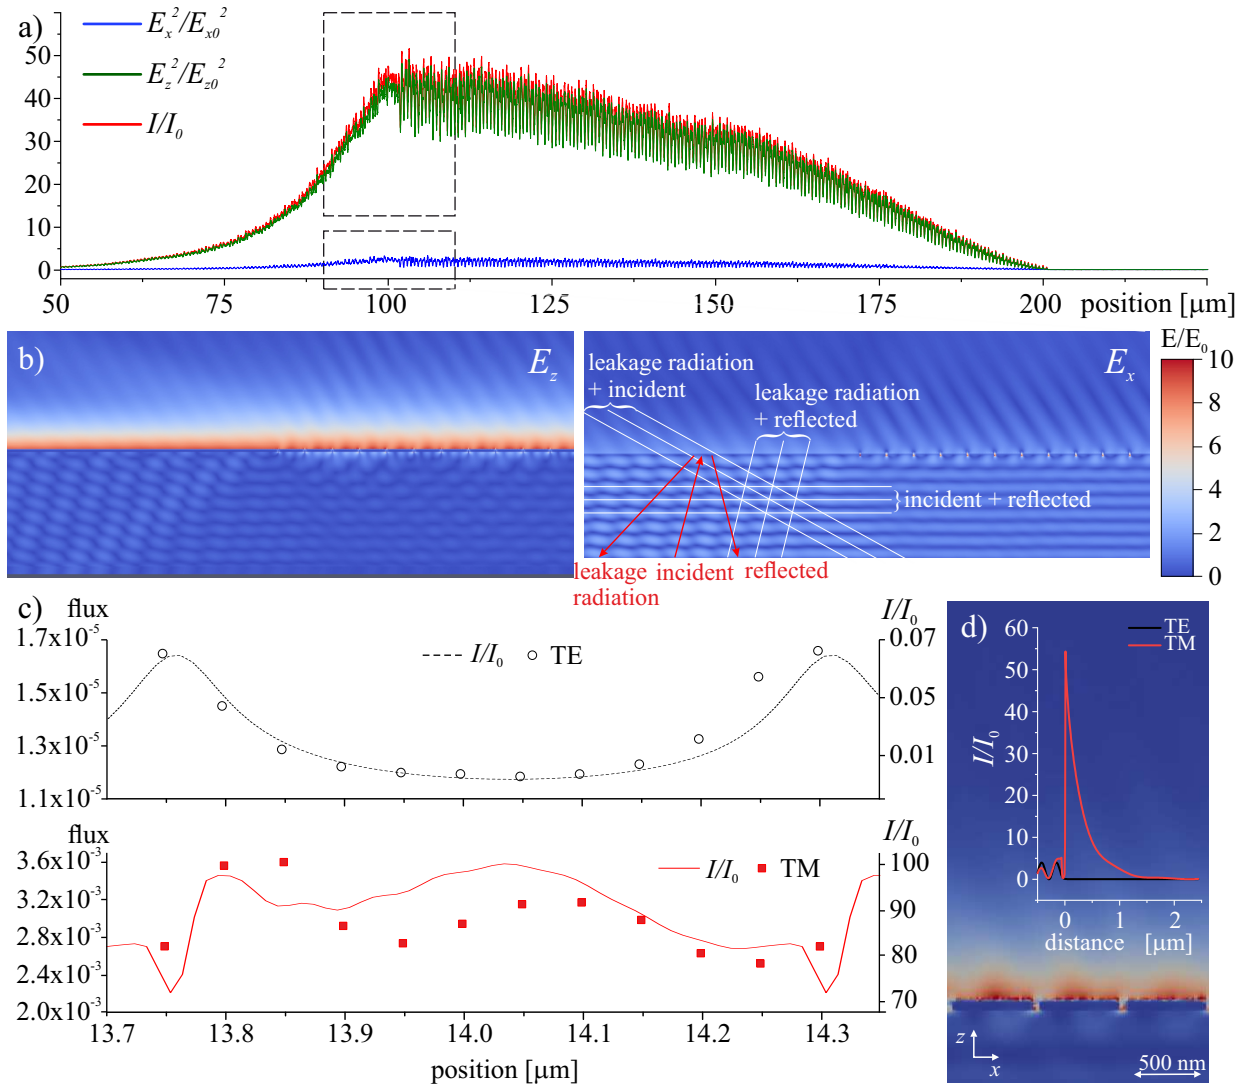 a)
E_x^2/E_x0^2
E_z^2/E_z0^2
I/I_0
60
50
40
30
20
10
0
50 75 100 125 150 175 200 position [μm]
b)
E_z
leakage radiation
+ incident
leakage radiation
+ reflected
E_x
incident + reflected
leakage radiation
incident
reflected
E/E_0
10
8
6
4
2
0
c)
flux
I/I_0
1.7x10^-5
1.5x10^-5
1.3x10^-5
1.1x10^-5
I/I_0 TE
0.07
0.05
0.01
flux
I/I_0
3.6x10^-3
3.2x10^-3
2.8x10^-3
2.4x10^-3
2.0x10^-3
I/I_0 TM
100
90
80
70
13.7 13.8 13.9 14.0 14.1 14.2 14.3
position [μm]
d)
TE
TM
I/I_0
60
50
40
30
20
10
5
0
0 1 2
distance [μm]
z
x
500 nm